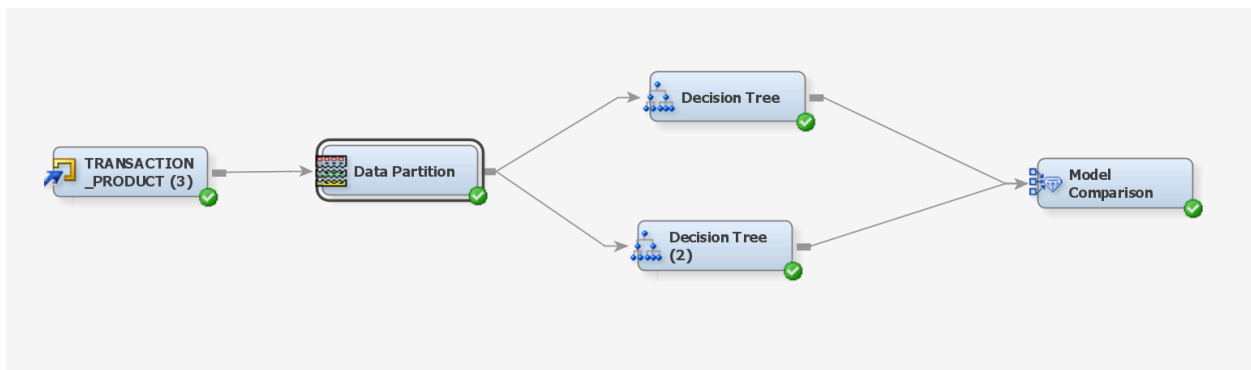 TRANSACTION
_PRODUCT (3)
Data Partition
Decision Tree
Decision Tree
(2)
Model
Comparison